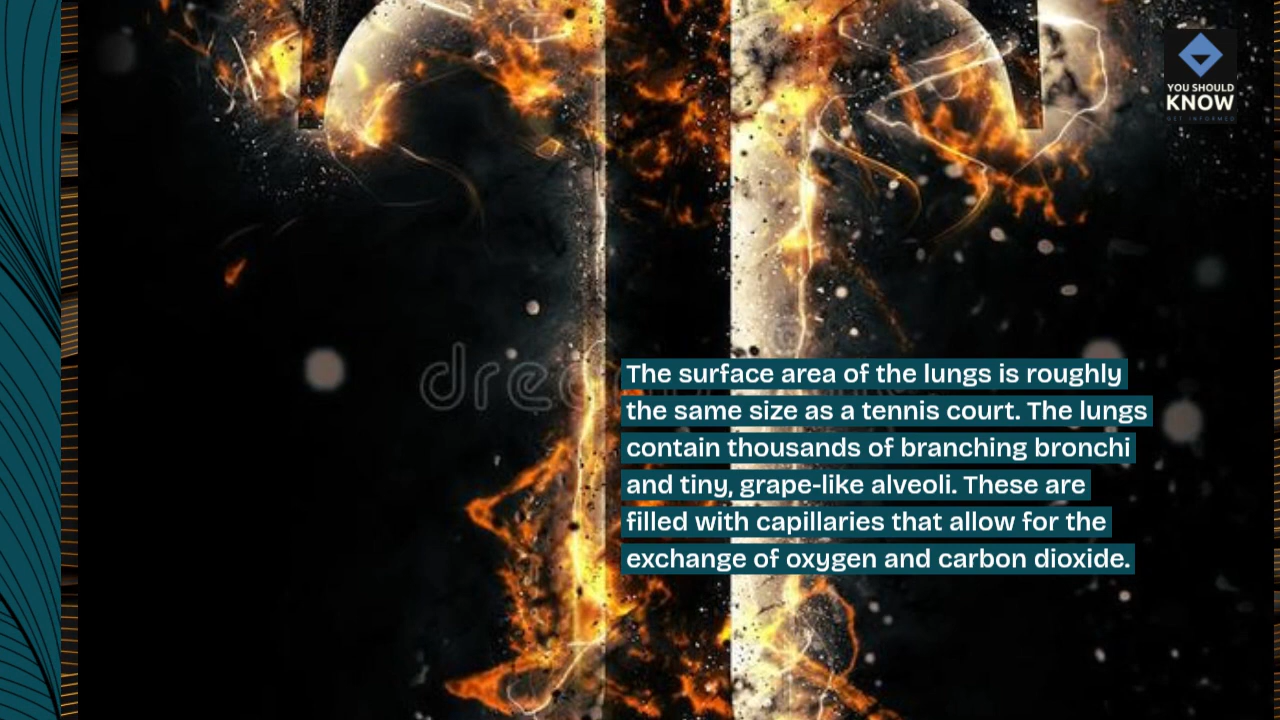 YOU SHOULD
KNOW
GET INFORMED
The surface area of the lungs is roughly
the same size as a tennis court. The lungs
contain thousands of branching bronchi
and tiny, grape-like alveoli. These are
filled with capillaries that allow for the
exchange of oxygen and carbon dioxide.